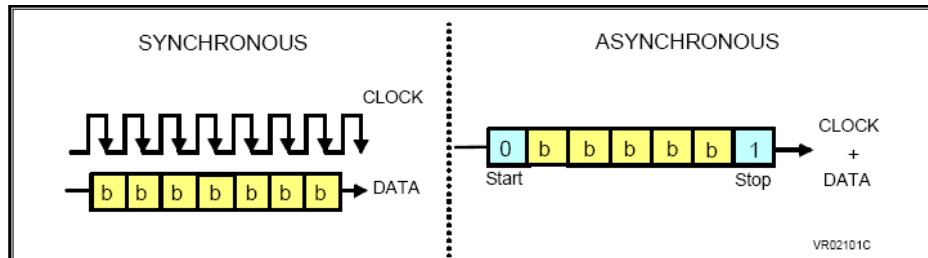 SYNCHRONOUS
CLOCK
b b b b b b b
DATA
ASYNCHRONOUS
0 b b b b b 1
Start Stop
CLOCK
+
DATA
VR02101C